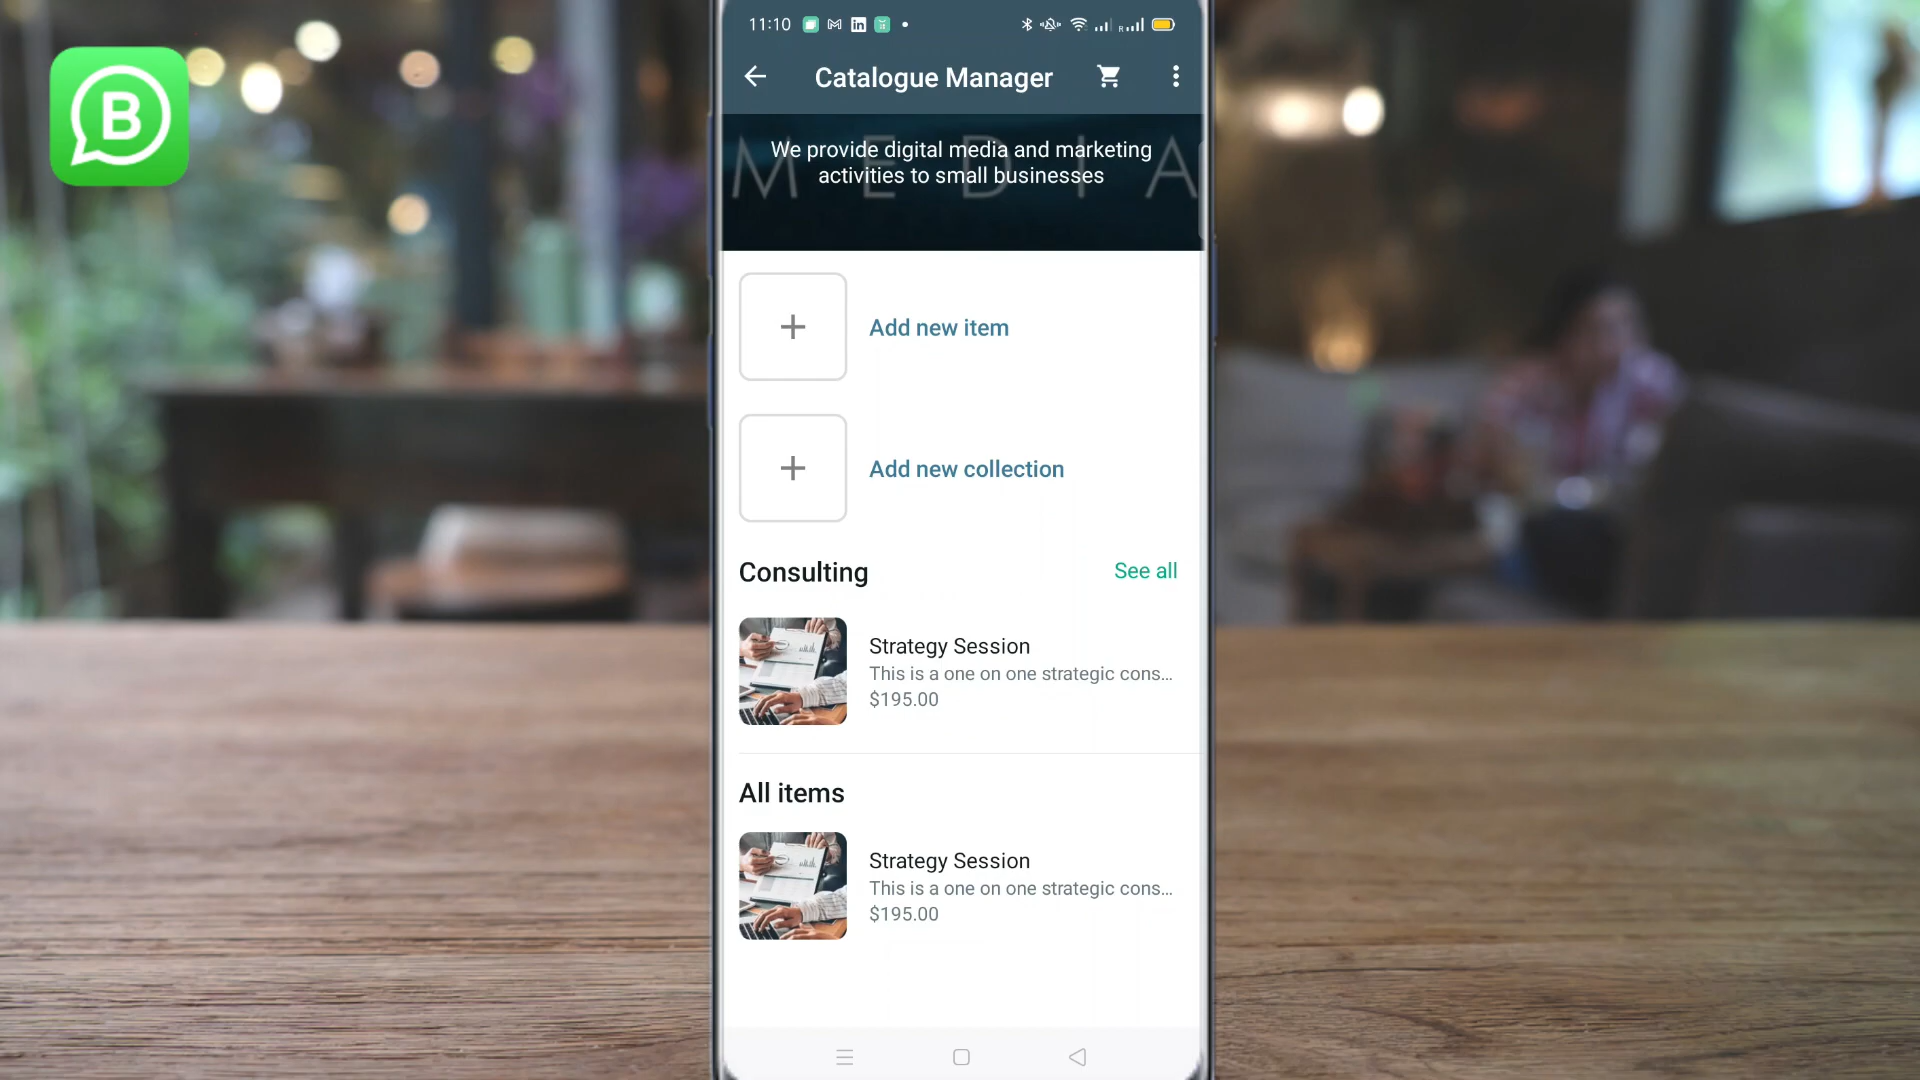 B
11:10
Catalogue Manager
MEDIA
We provide digital media and marketing
activities to small businesses
Add new item
Add new collection
Consulting
See all
Strategy Session
This is a one on one strategic cons...
$195.00
All items
Strategy Session
This is a one on one strategic cons...
$195.00